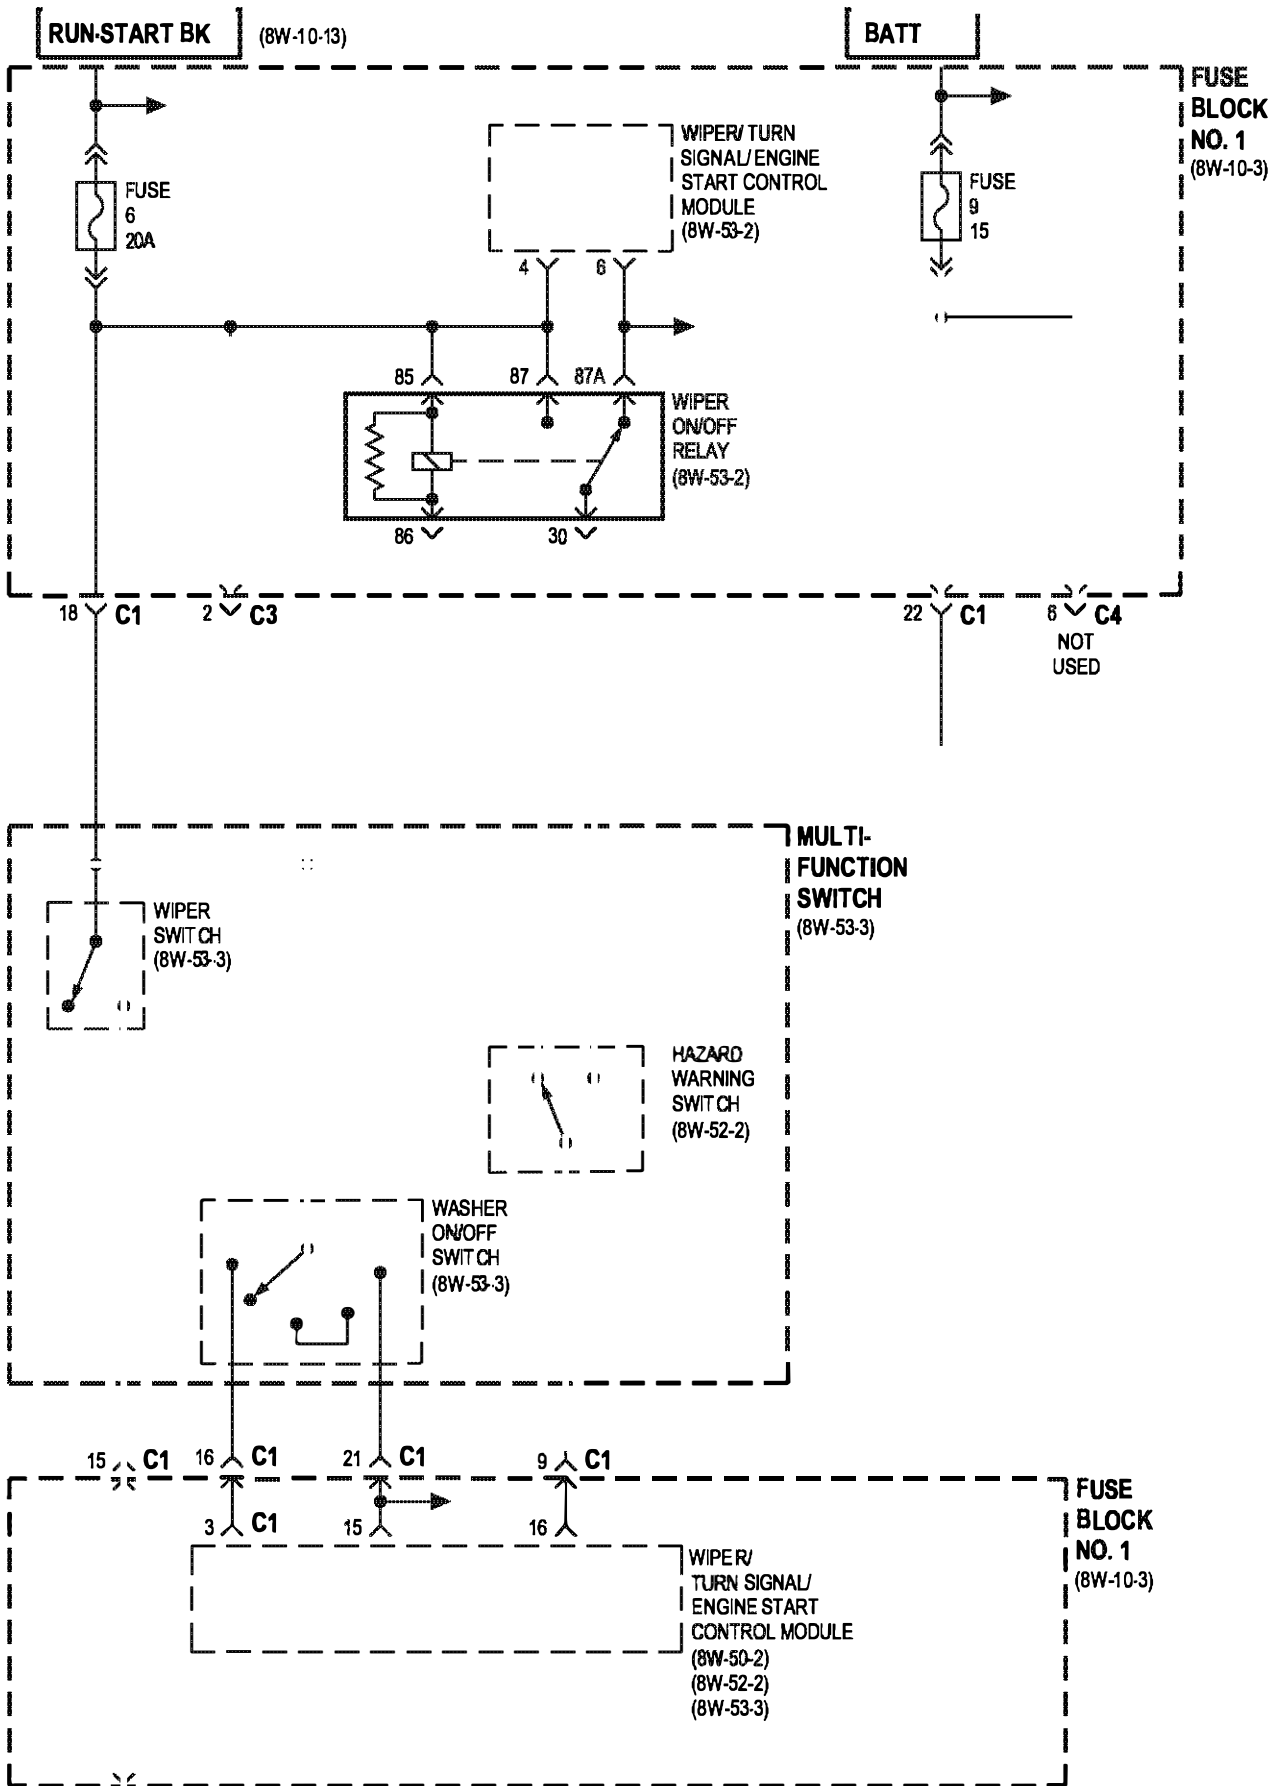 RUN-START BK
(8W-10-13)
BATT
FUSE
BLOCK
NO. 1
(8W-10-3)
WIPER/ TURN
SIGNAL/ ENGINE
START CONTROL
MODULE
(8W-53-2)
FUSE
6
20A
FUSE
9
15
4
6
85
87
87A
WIPER
ON/OFF
RELAY
(8W-53-2)
86
30
18
C1
2
C3
22
C1
6
C4
NOT
USED
MULTI-
FUNCTION
SWITCH
(8W-53-3)
WIPER
SWITCH
(8W-53-3)
HAZARD
WARNING
SWITCH
(8W-52-2)
WASHER
ON/OFF
SWITCH
(8W-53-3)
15
C1
16
C1
21
C1
9
C1
3
C1
15
16
FUSE
BLOCK
NO. 1
(8W-10-3)
WIPER/
TURN SIGNAL/
ENGINE START
CONTROL MODULE
(8W-50-2)
(8W-52-2)
(8W-53-3)